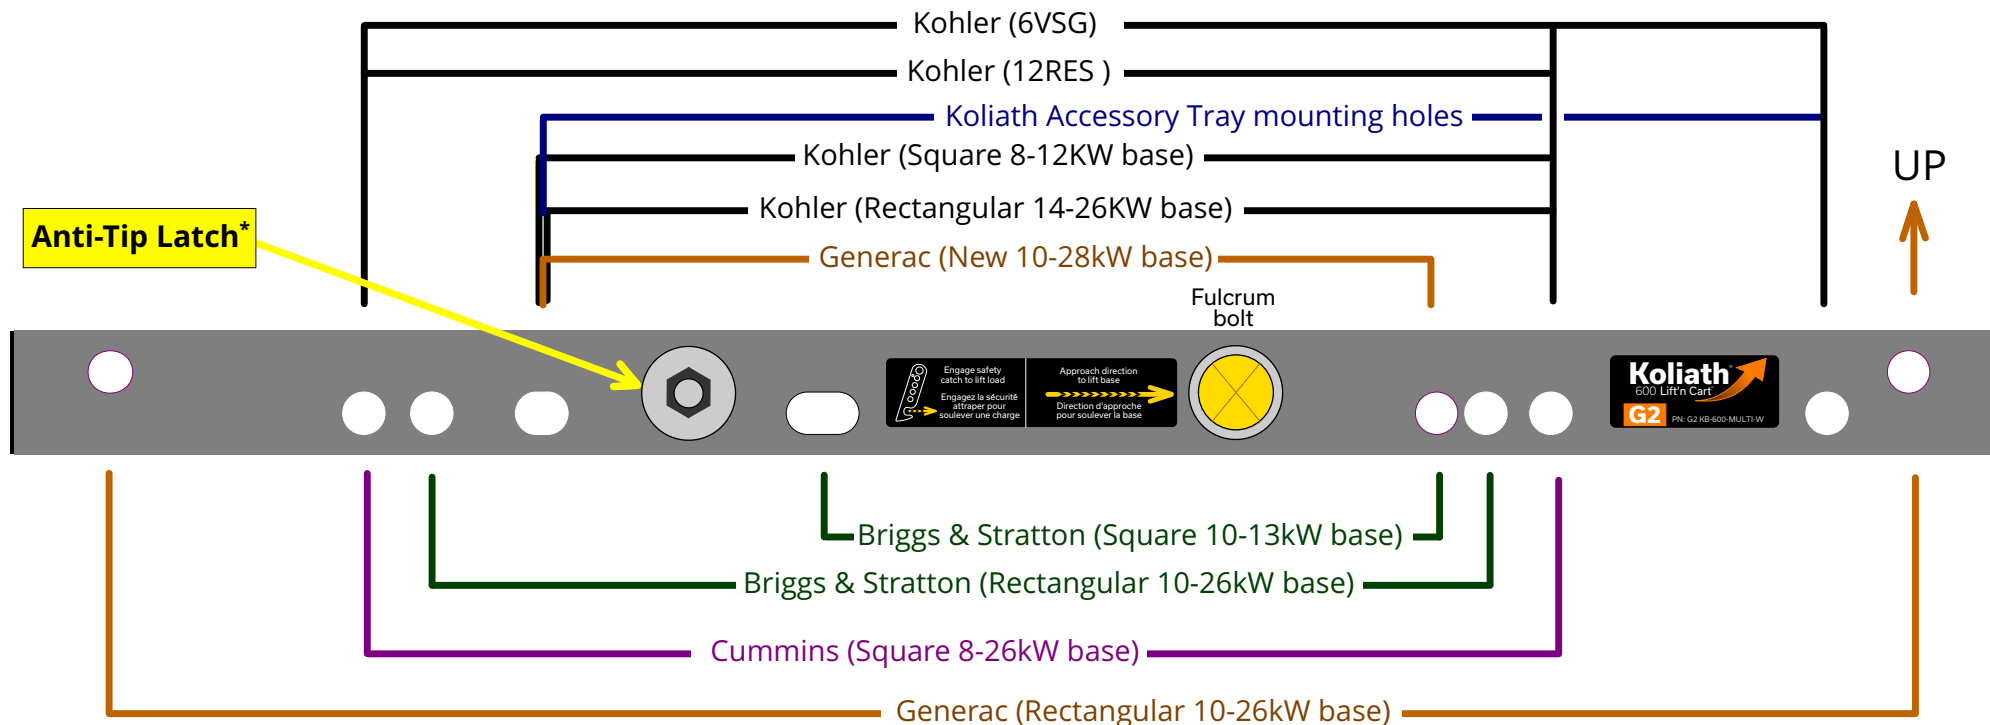 Kohler (6VSG)
Kohler (12RES )
Koliath Accessory Tray mounting holes
Kohler (Square 8-12KW base)
UP
Kohler (Rectangular 14-26KW base)
Anti-Tip Latch*
Generac (New 10-28kW base)
Fulcrum
bolt
Engage safety
catch to lift load
Engagez la sécurité
attraper pour
soulever une charge
Approach direction
to lift base
Direction d'approche
pour soulever la base
Koliath
600 Lift'n Cart
G2 PN: G2 KB-600-MULTI-W
Briggs & Stratton (Square 10-13kW base)
Briggs & Stratton (Rectangular 10-26kW base)
Cummins (Square 8-26kW base)
Generac (Rectangular 10-26kW base)